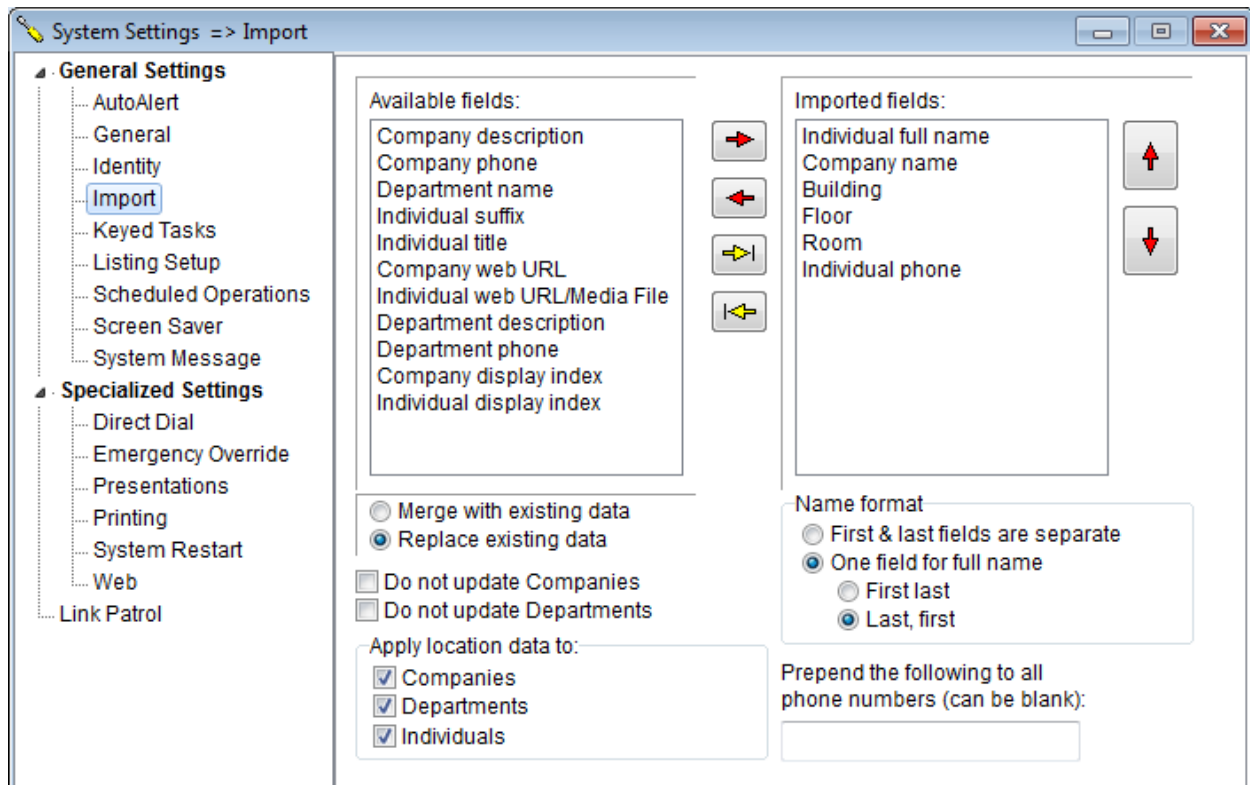 System Settings => Import
General Settings
AutoAlert
General
Identity
Import
Keyed Tasks
Listing Setup
Scheduled Operations
Screen Saver
System Message
Specialized Settings
Direct Dial
Emergency Override
Presentations
Printing
System Restart
Web
Link Patrol
Available fields:
Company description
Company phone
Department name
Individual suffix
Individual title
Company web URL
Individual web URL/Media File
Department description
Department phone
Company display index
Individual display index
Imported fields:
Individual full name
Company name
Building
Floor
Room
Individual phone
Merge with existing data
Replace existing data
Do not update Companies
Do not update Departments
Apply location data to:
Companies
Departments
Individuals
Name format
First & last fields are separate
One field for full name
First last
Last, first
Prepend the following to all
phone numbers (can be blank):